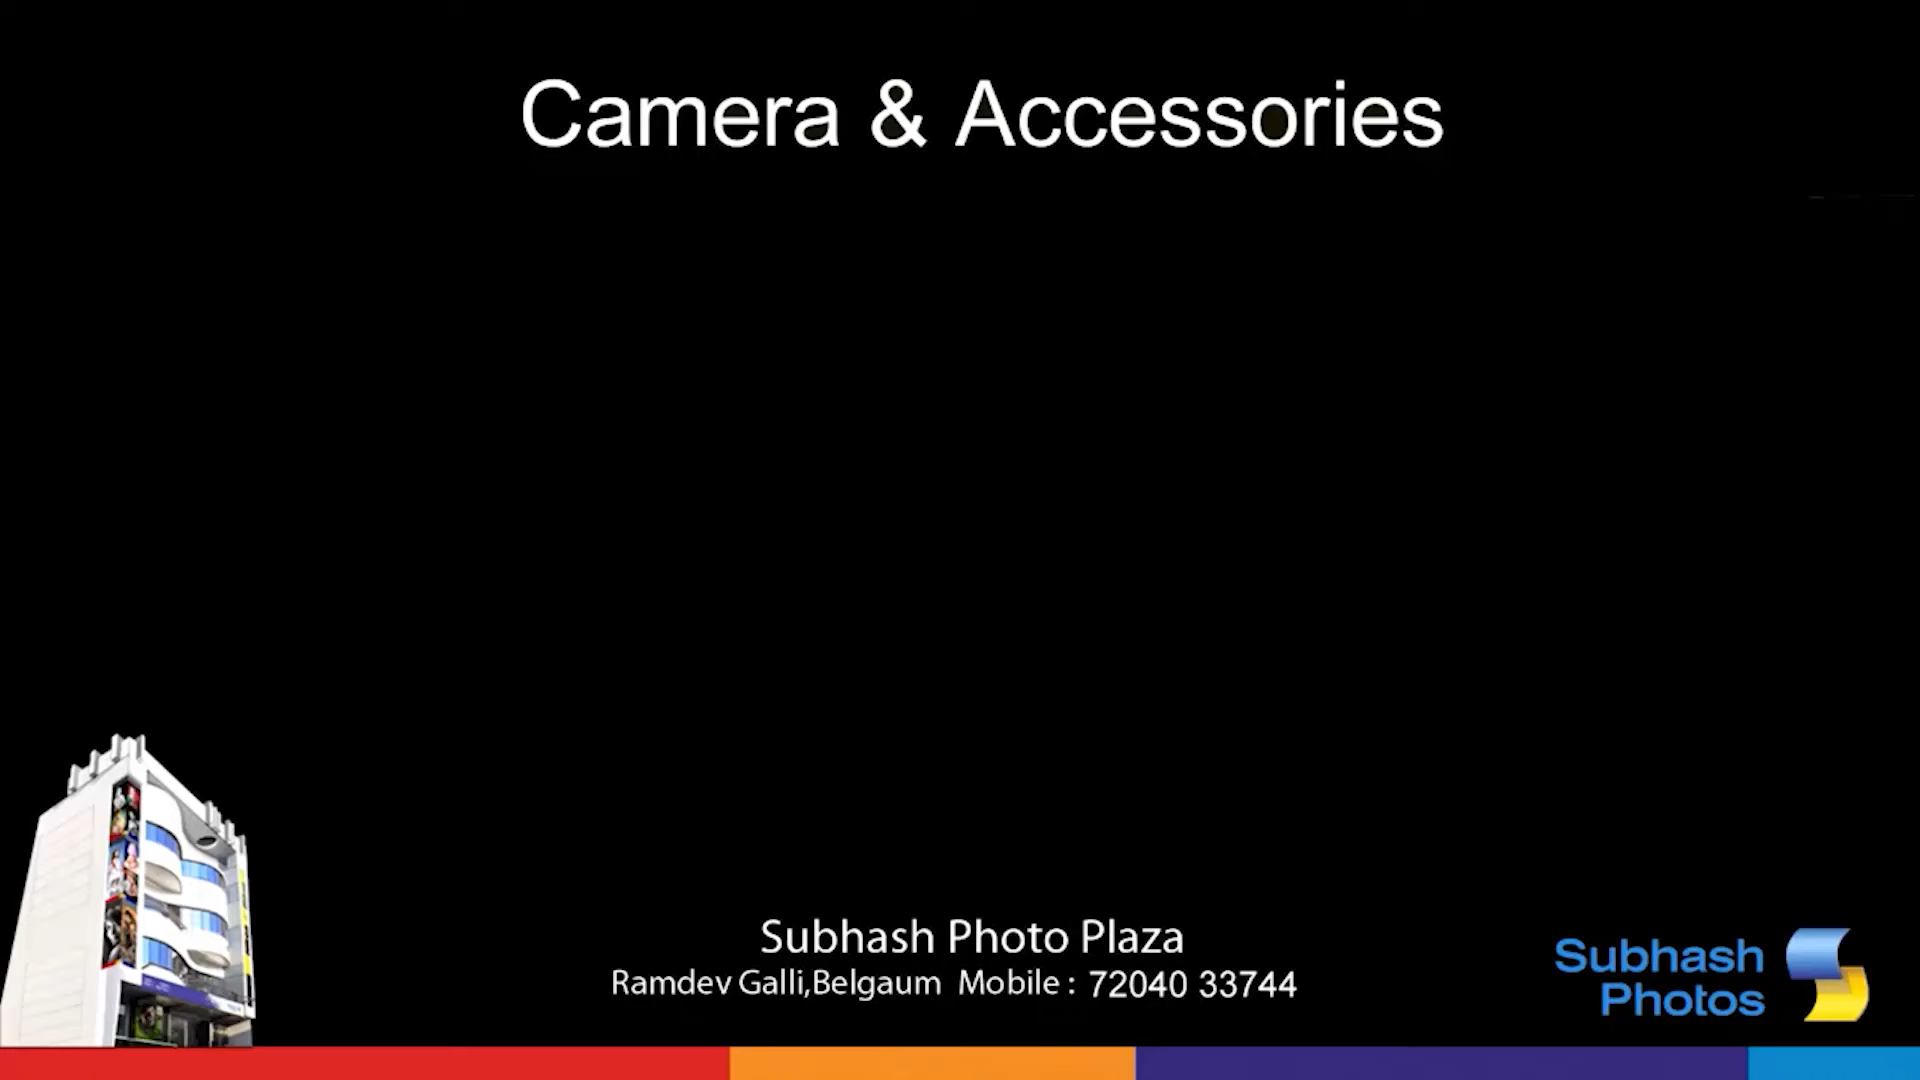 Camera & Accessories
Subhash Photo Plaza
Ramdev Galli,Belgaum Mobile : 72040 33744
Subhash
Photos